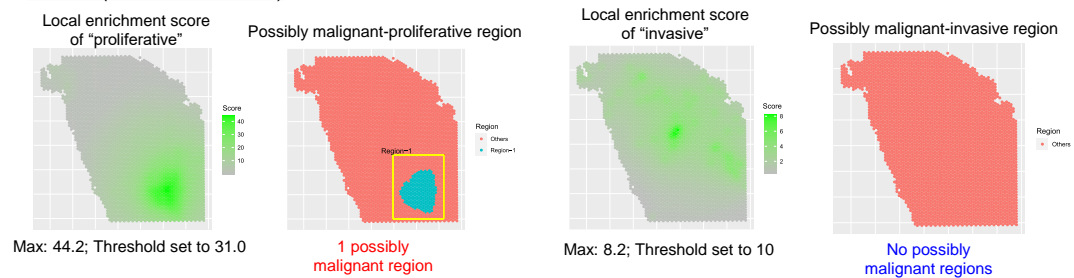 Local enrichment score
of “proliferative”
Possibly malignant-proliferative region
Local enrichment score
of “invasive”
Possibly malignant-invasive region
Score
40
30
20
10
Region
Others
Region−1
Region−1
Score
8
6
4
2
Region
Others
Max: 44.2; Threshold set to 31.0
1 possibly
malignant region
Max: 8.2; Threshold set to 10
No possibly
malignant regions